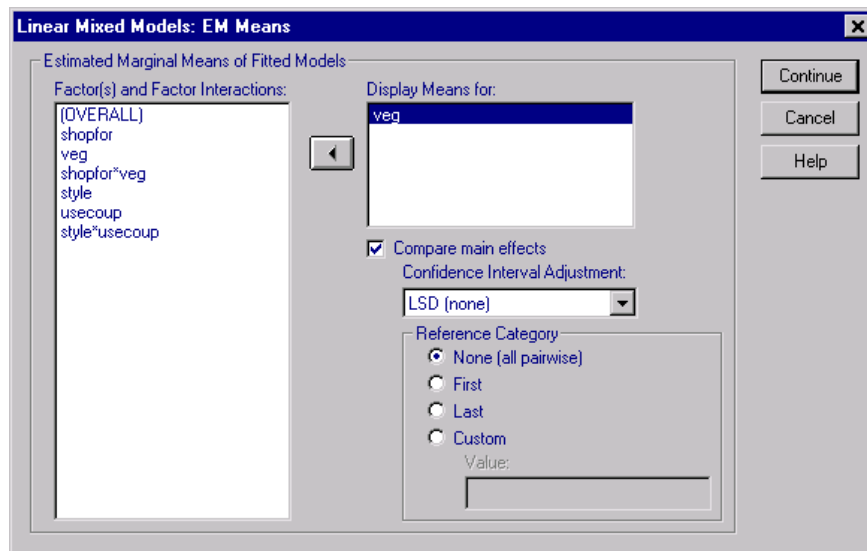 Linear Mixed Models: EM Means
Estimated Marginal Means of Fitted Models
Factor(s) and Factor Interactions:
(OVERALL)
shopfor
veg
shopfor*veg
style
usecoup
style*usecoup
Display Means for:
veg
Compare main effects
Confidence Interval Adjustment:
LSD (none)
Reference Category
None (all pairwise)
First
Last
Custom
Value:
Continue
Cancel
Help